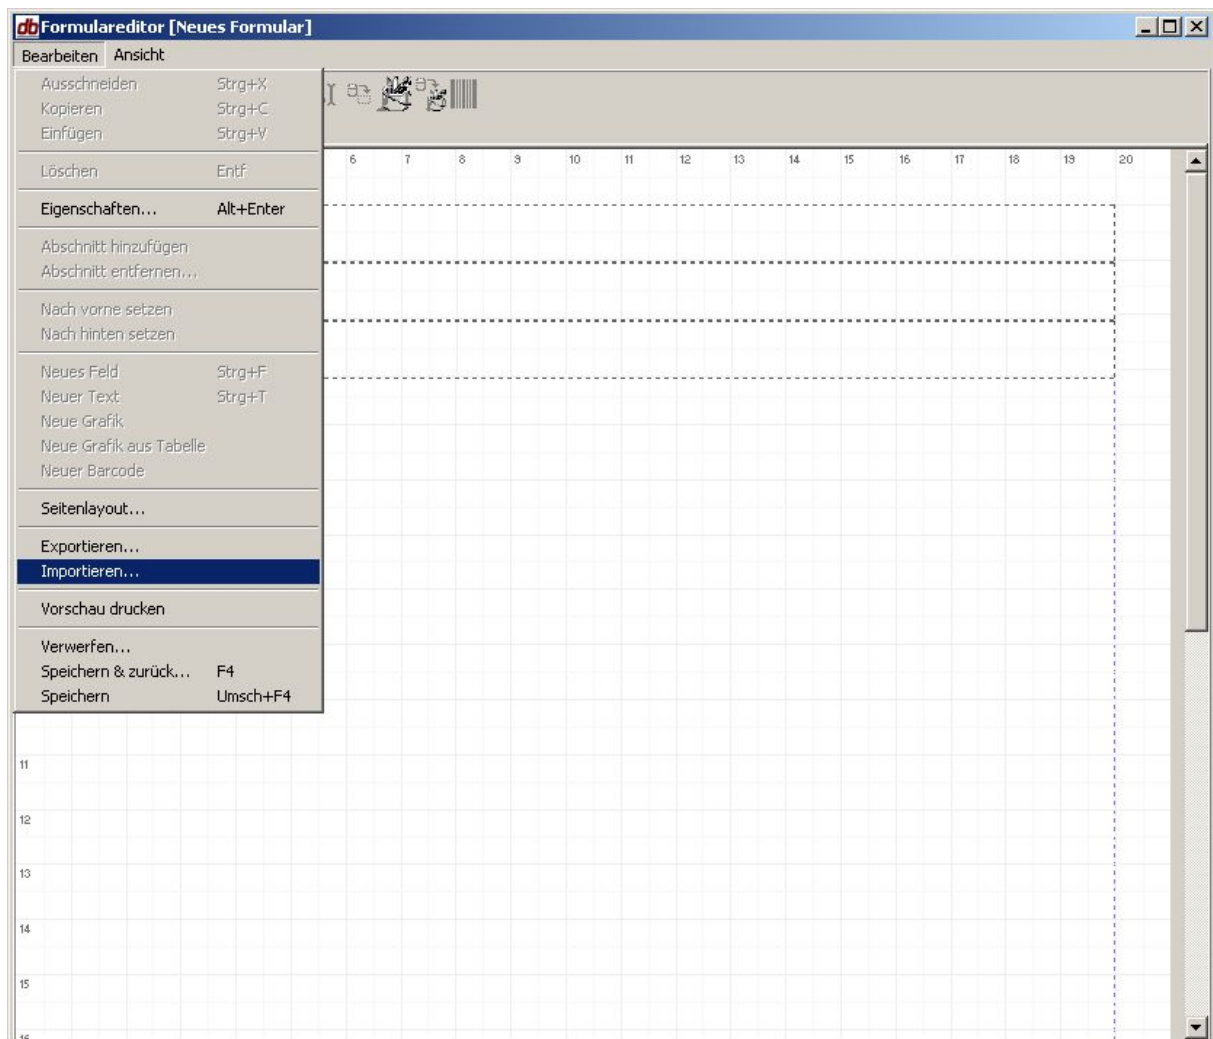 db Formulareditor [Neues Formular]
Bearbeiten Ansicht
Ausschneiden Strg+X
Kopieren Strg+C
Einfügen Strg+V
Löschen Entf
Eigenschaften... Alt+Enter
Abschnitt hinzufügen
Abschnitt entfernen...
Nach vorne setzen
Nach hinten setzen
Neues Feld Strg+F
Neuer Text Strg+T
Neue Grafik
Neue Grafik aus Tabelle
Neuer Barcode
Seitenlayout...
Exportieren...
Importieren...
Vorschau drucken
Verwerfen...
Speichern & zurück... F4
Speichern Umsch+F4
6 7 8 9 10 11 12 13 14 15 16 17 18 19 20
11
12
13
14
15
16